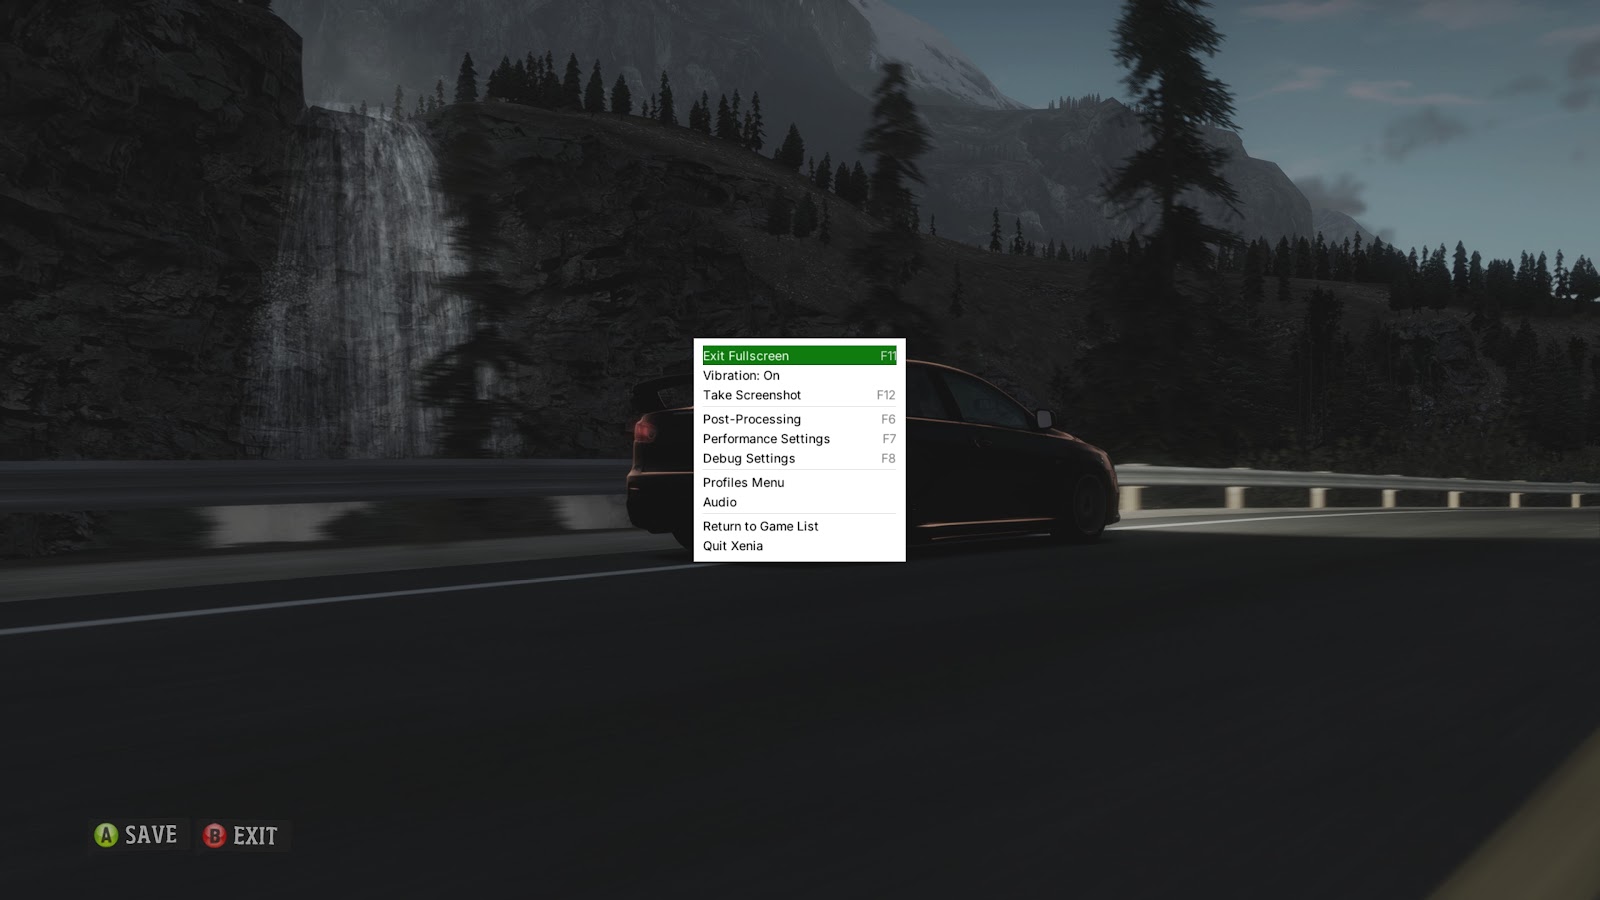 Exit Fullscreen F11
Vibration: On
Take Screenshot F12
Post-Processing F6
Performance Settings F7
Debug Settings F8
Profiles Menu
Audio
Return to Game List
Quit Xenia
A SAVE B EXIT